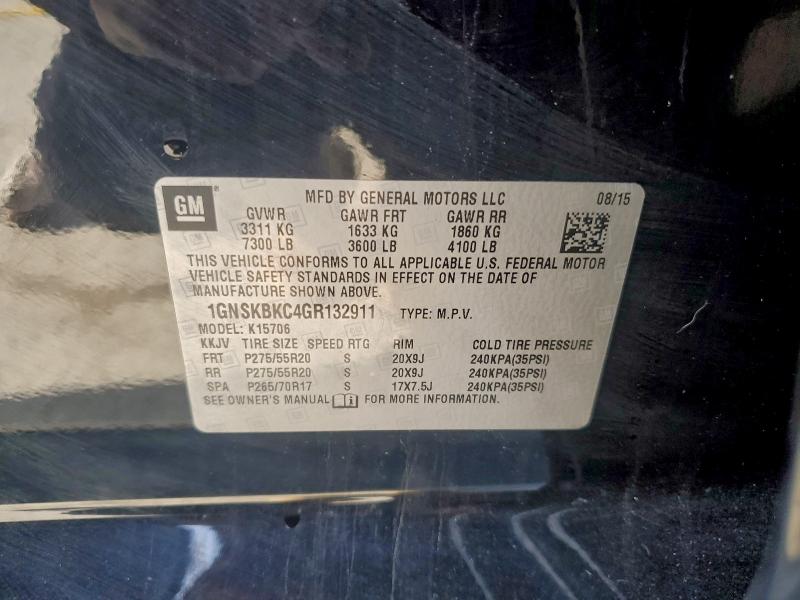 GM® MFD BY GENERAL MOTORS LLC 08/15
GVWR GAWR FRT GAWR RR
3311 KG 1633 KG 1860 KG
7300 LB 3600 LB 4100 LB
THIS VEHICLE CONFORMS TO ALL APPLICABLE U.S. FEDERAL MOTOR
VEHICLE SAFETY STANDARDS IN EFFECT ON THE DATE OF
MANUFACTURE SHOWN ABOVE.
1GNSKBKC4GR132911 TYPE: M.P.V.
MODEL: K15706
KKJV TIRE SIZE SPEED RTG RIM COLD TIRE PRESSURE
FRT P275/55R20 S 20X9J 240KPA(35PSI)
RR P275/55R20 S 20X9J 240KPA(35PSI)
SPA P265/70R17 S 17X7.5J 240KPA(35PSI)
SEE OWNER'S MANUAL FOR MORE INFORMATION.